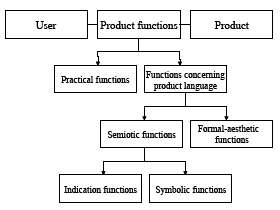 User
Product functions
Product
Practical functions
Functions concerning
product language
Semiotic functions
Formal-aesthetic
functions
Indication functions
Symbolic functions